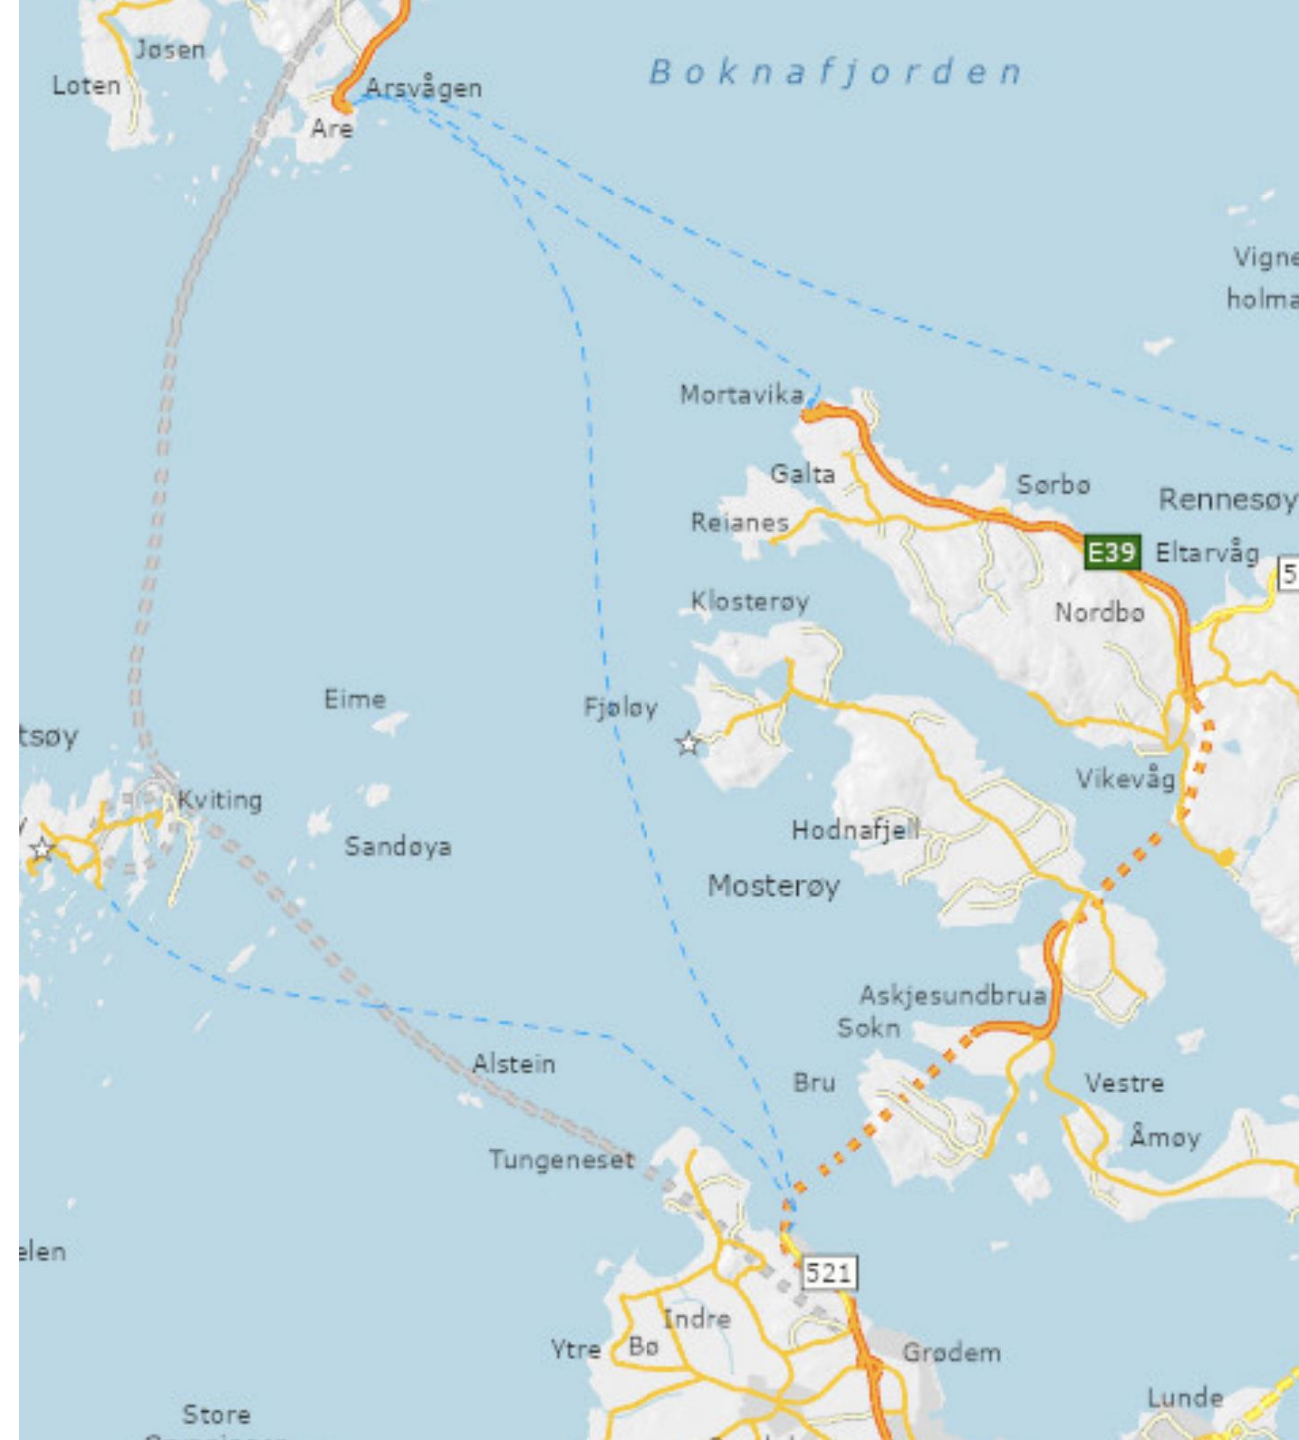 Jøsen
Boknafjorden
Loten
Arsvågen
Are
Vigne
holma
Mortavika
Galta
Sørbø
Rennesøy
Reianes
E39
Eltarvåg
5
Klosterøy
Nordbø
Eime
Fjøløy
tsøy
Vikevåg
Kviting
Hodnafjell
Sandøya
Mosterøy
Askjesundbrua
Sokn
Alstein
Bru
Vestre
Åmøy
Tungeneset
elen
521
Indre
Ytre
Bø
Grødem
Lunde
Store